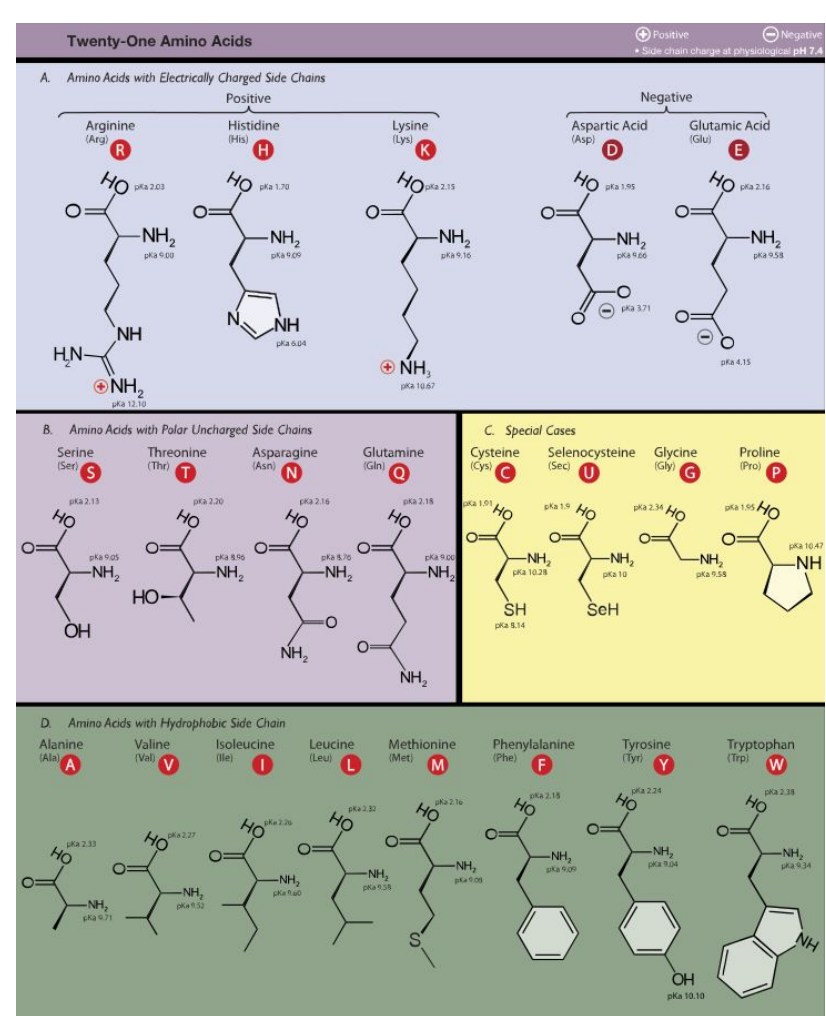 Twenty-One Amino Acids
+ Positive
− Negative
• Side chain charge at physiological pH 7.4
A. Amino Acids with Electrically Charged Side Chains
Positive
Negative
Arginine
(Arg) R
Histidine
(His) H
Lysine
(Lys) K
Aspartic Acid
(Asp) D
Glutamic Acid
(Glu) E
HO pKa 2.03
O
NH2
pKa 9.00
NH
H2N
+ NH2
pKa 12.10
HO pKa 1.70
O
NH2
pKa 9.09
N
NH
pKa 6.04
HO pKa 2.15
O
NH2
pKa 9.16
+ NH3
pKa 10.67
HO pKa 1.95
O
NH2
pKa 9.66
O
O −
pKa 3.71
HO pKa 2.16
O
NH2
pKa 9.58
O
− O
pKa 4.15
B. Amino Acids with Polar Uncharged Side Chains
Serine
(Ser) S
Threonine
(Thr) T
Asparagine
(Asn) N
Glutamine
(Gln) Q
pKa 2.13
HO
O
pKa 9.05
NH2
OH
pKa 2.20
HO
O
pKa 8.96
NH2
HO
pKa 2.16
HO
O
pKa 8.76
NH2
O
NH2
pKa 2.18
HO
O
pKa 9.00
NH2
O
NH2
C. Special Cases
Cysteine
(Cys) C
Selenocysteine
(Sec) U
Glycine
(Gly) G
Proline
(Pro) P
pKa 1.91 HO
O
NH2
pKa 10.28
SH
pKa 8.14
pKa 1.9 HO
O
NH2
pKa 10
SeH
pKa 2.34 HO
O
NH2
pKa 9.58
pKa 1.95 HO
O
pKa 10.47
NH
D. Amino Acids with Hydrophobic Side Chain
Alanine
(Ala) A
Valine
(Val) V
Isoleucine
(Ile) I
Leucine
(Leu) L
Methionine
(Met) M
Phenylalanine
(Phe) F
Tyrosine
(Tyr) Y
Tryptophan
(Trp) W
pKa 2.33
HO
O
NH2
pKa 9.71
pKa 2.27
HO
O
NH2
pKa 9.52
pKa 2.26
HO
O
NH2
pKa 9.60
pKa 2.32
HO
O
NH2
pKa 9.58
pKa 2.16
HO
O
NH2
pKa 9.08
S
pKa 2.18
HO
O
NH2
pKa 9.09
pKa 2.24
HO
O
NH2
pKa 9.04
OH
pKa 10.10
pKa 2.38
HO
O
NH2
pKa 9.34
NH